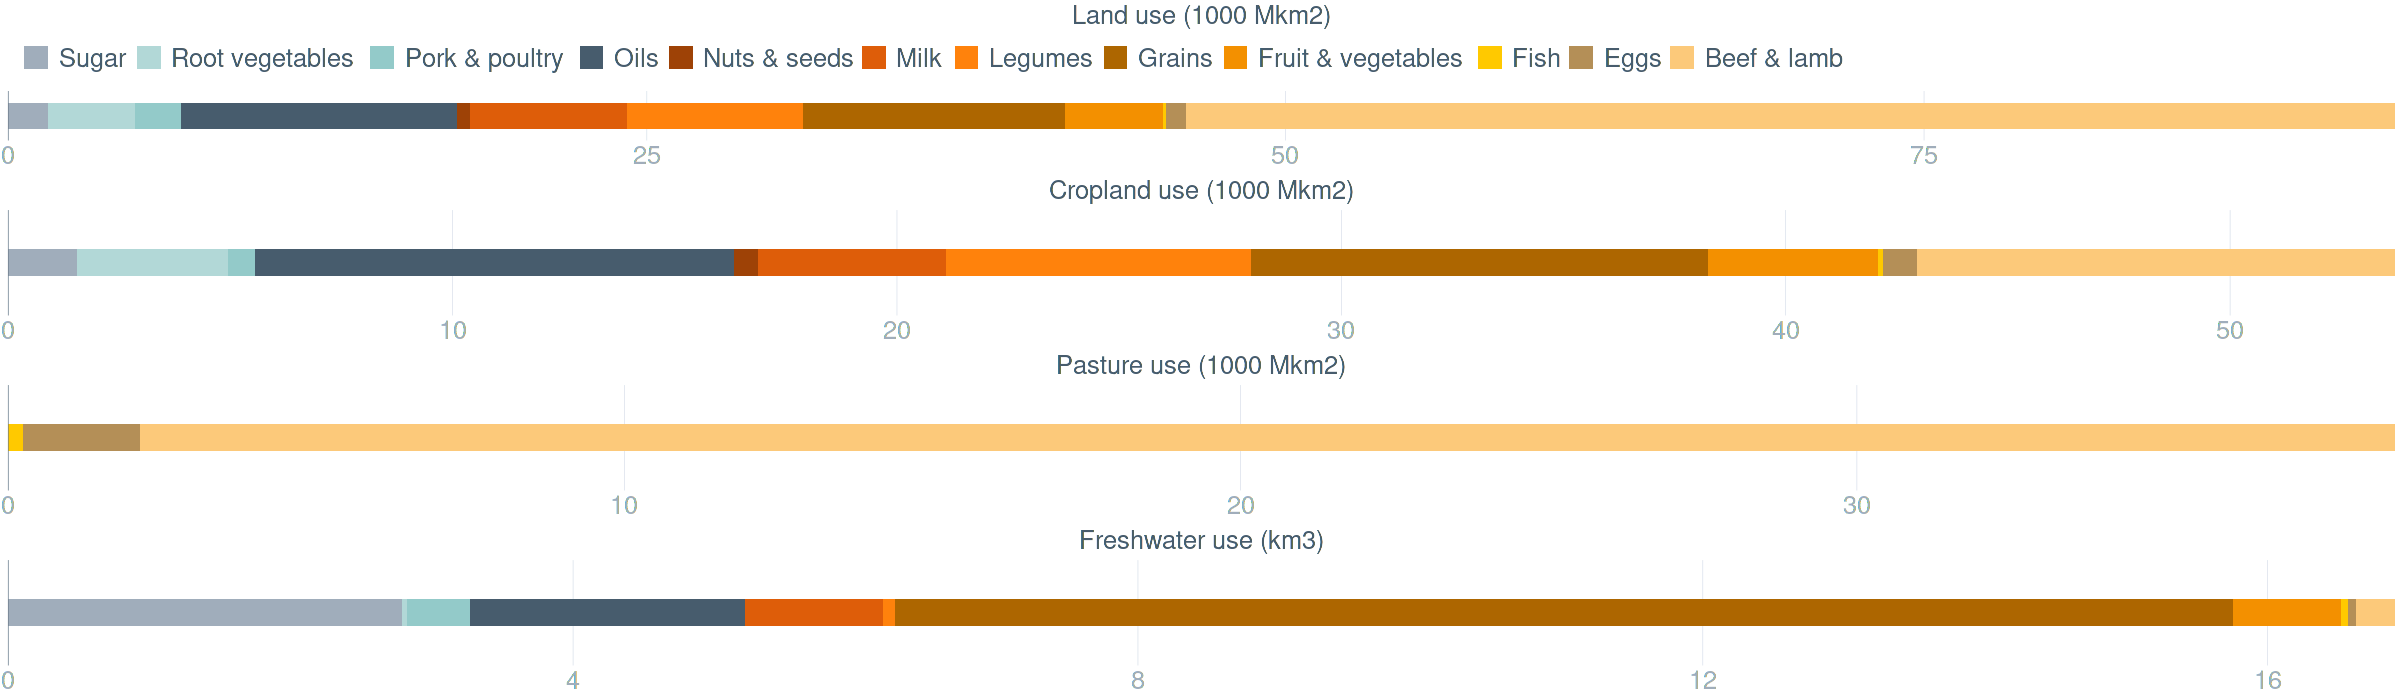 Land use (1000 Mkm2)
Sugar Root vegetables Pork & poultry Oils Nuts & seeds Milk Legumes Grains Fruit & vegetables Fish Eggs Beef & lamb
0 25 50 75
Cropland use (1000 Mkm2)
0 10 20 30 40 50
Pasture use (1000 Mkm2)
0 10 20 30
Freshwater use (km3)
0 4 8 12 16